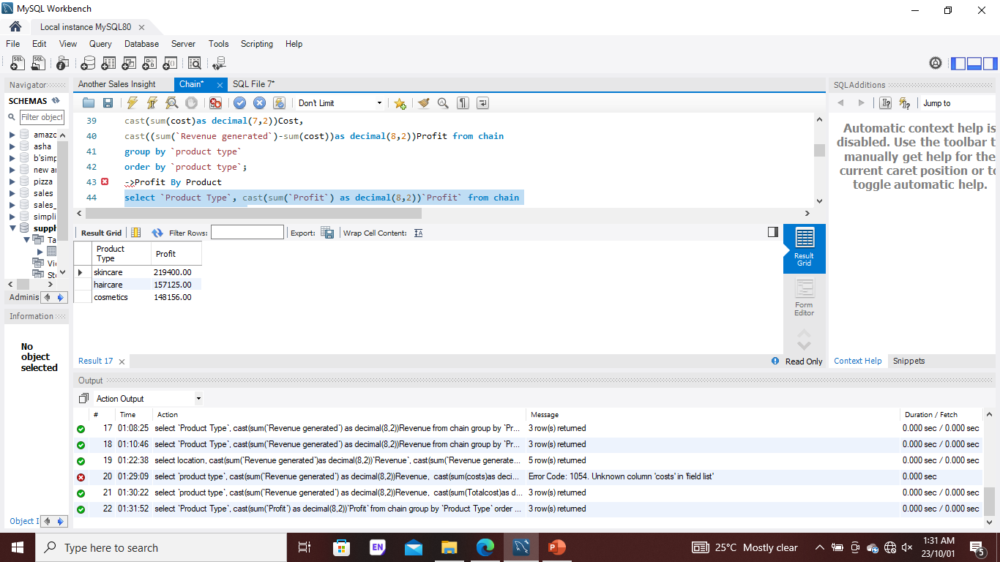 MySQL Workbench
Local instance MySQL80
File Edit View Query Database Server Tools Scripting Help
Navigator
SCHEMAS
Filter object
amazo
asha
b'simp
new ar
pizza
sales
sales_
simpli
supph
Ta
Vie
Sto
Adminis
Information
No
object
selected
Object I
Another Sales Insight Chain* SQL File 7*
Don't Limit
39 cast(sum(cost)as decimal(7,2))Cost,
40 cast((sum(`Revenue generated`)-sum(cost))as decimal(8,2))Profit from chain
41 group by `product type`
42 order by `product type`;
43 ->Profit By Product
44 select `Product Type`, cast(sum(`Profit`) as decimal(8,2))`Profit` from chain
Result Grid Filter Rows: Export: Wrap Cell Content:
Product Type Profit
skincare 219400.00
haircare 157125.00
cosmetics 148156.00
Result Grid
Form Editor
Result 17
Read Only
SQLAdditions
Jump to
Automatic context help is
disabled. Use the toolbar t
manually get help for the
current caret position or to
toggle automatic help.
Context Help Snippets
Output
Action Output
# Time Action Message Duration / Fetch
17 01:08:25 select `Product Type`, cast(sum(`Revenue generated`) as decimal(8,2))Revenue from chain group by `Pr... 3 row(s) returned 0.000 sec / 0.000 sec
18 01:10:46 select `Product Type`, cast(sum(`Revenue generated`) as decimal(8,2))Revenue from chain group by `Pr... 3 row(s) returned 0.000 sec / 0.000 sec
19 01:22:38 select location, cast(sum(`Revenue generated`)as decimal(8,2))`Revenue`, cast(sum(`Revenue generate... 5 row(s) returned 0.000 sec / 0.000 sec
20 01:29:09 select `product type`, cast(sum(`Revenue generated`) as decimal(8,2))Revenue, cast(sum(costs)as deci... Error Code: 1054. Unknown column 'costs' in 'field list' 0.000 sec
21 01:30:22 select `product type`, cast(sum(`Revenue generated`) as decimal(8,2))Revenue, cast(sum(Totalcost)as d... 3 row(s) returned 0.000 sec / 0.000 sec
22 01:31:52 select `Product Type`, cast(sum(`Profit`) as decimal(8,2))`Profit` from chain group by `Product Type` order ... 3 row(s) returned 0.000 sec / 0.000 sec
Type here to search
EN
25°C Mostly clear
1:31 AM
23/10/01
5